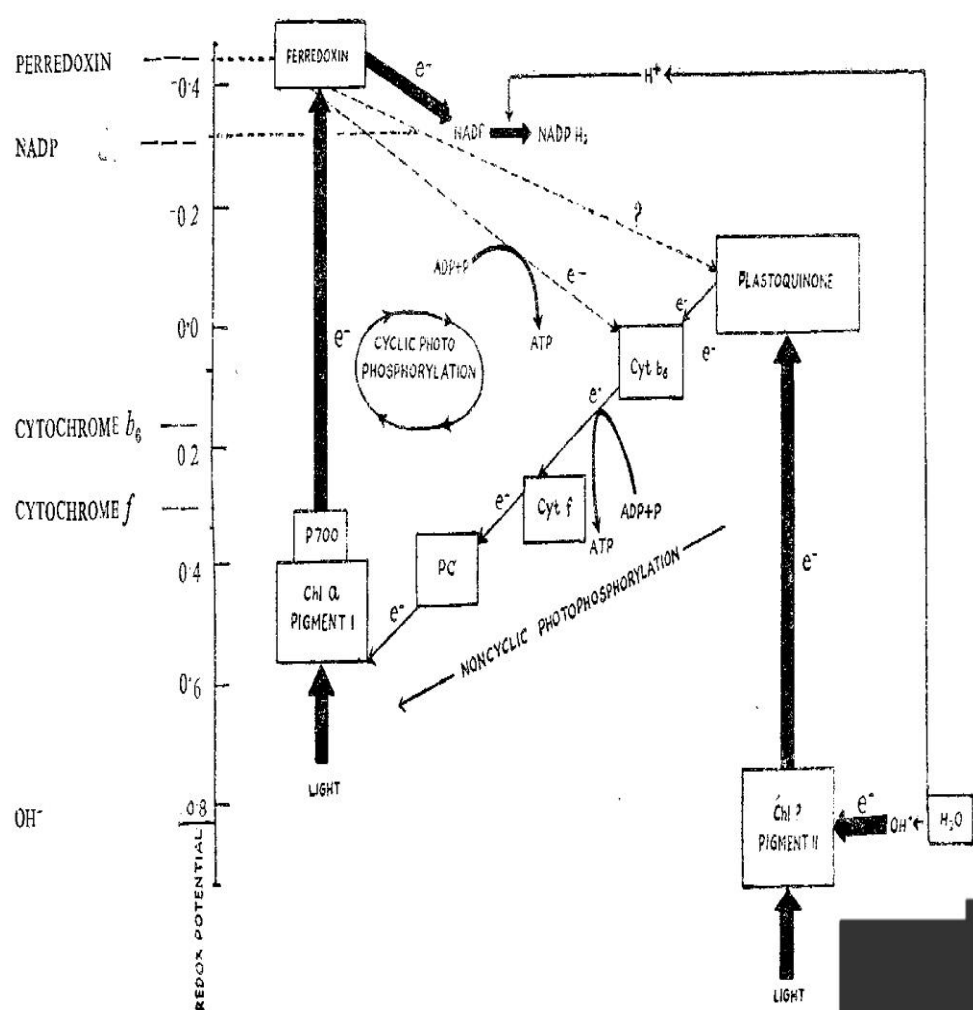 PERREDOXIN
NADP
CYTOCHROME b₆
CYTOCHROME f
OH⁻
⁻0·4
⁻0.2
0·0
0 2
0·4
0·6
0.8
REDOX POTENTIAL
FERREDOXIN
e⁻
H⁺
NADP
NADP H₂
?
ADP+P
e⁻
ATP
PLASTOQUINONE
e⁻
e⁻
e⁻
CYCLIC PHOTO
PHOSPHORYLATION
Cyt b₆
e⁻
Cyt f
ADP+P
ATP
e⁻
PC
e⁻
P700
Chl a
PIGMENT I
LIGHT
NONCYCLIC PHOTOPHOSPHORYLATION
e⁻
Chl ?
PIGMENT II
e⁻
OH⁻
H₂O
LIGHT